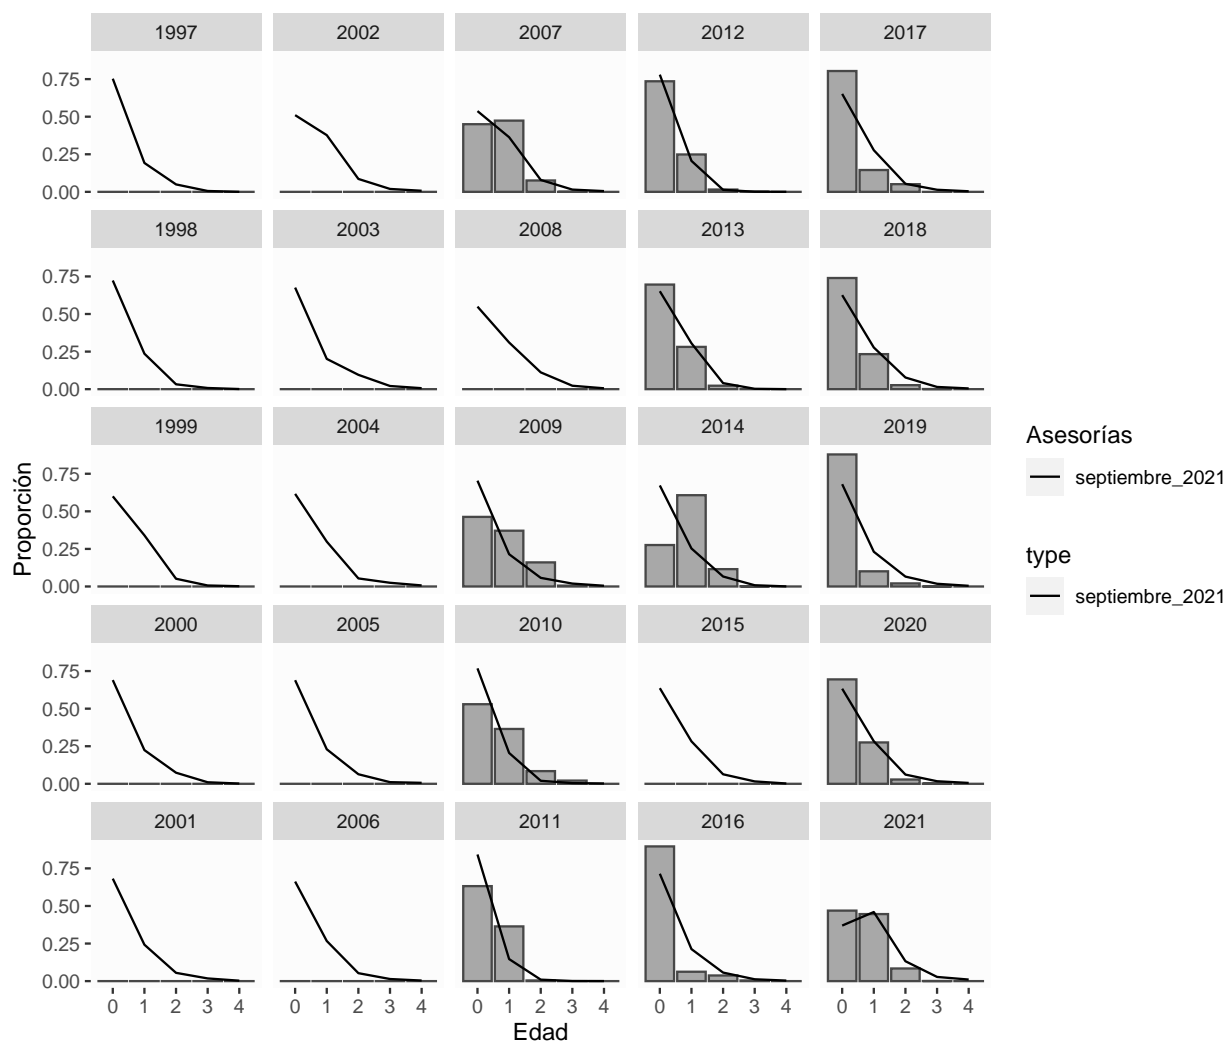 1997 2002 2007 2012 2017
0.75
0.50
0.25
0.00
1998 2003 2008 2013 2018
0.75
0.50
0.25
0.00
1999 2004 2009 2014 2019
0.75
0.50
0.25
0.00
2000 2005 2010 2015 2020
0.75
0.50
0.25
0.00
2001 2006 2011 2016 2021
0.75
0.50
0.25
0.00
0 1 2 3 4 0 1 2 3 4 0 1 2 3 4 0 1 2 3 4 0 1 2 3 4
Edad
Proporción
Asesorías
septiembre_2021
type
septiembre_2021